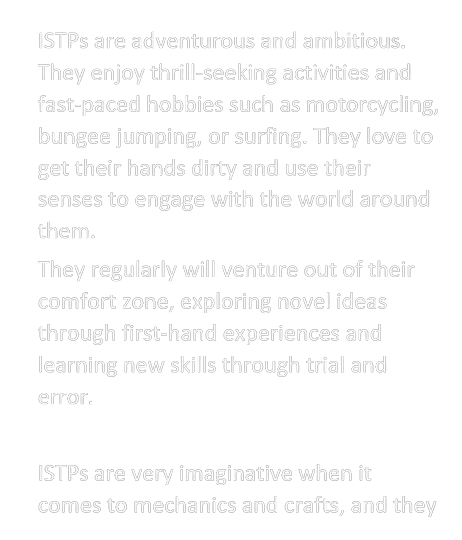 ISTPs are adventurous and ambitious.
They enjoy thrill-seeking activities and
fast-paced hobbies such as motorcycling,
bungee jumping, or surfing. They love to
get their hands dirty and use their
senses to engage with the world around
them.
They regularly will venture out of their
comfort zone, exploring novel ideas
through first-hand experiences and
learning new skills through trial and
error.
ISTPs are very imaginative when it
comes to mechanics and crafts, and they